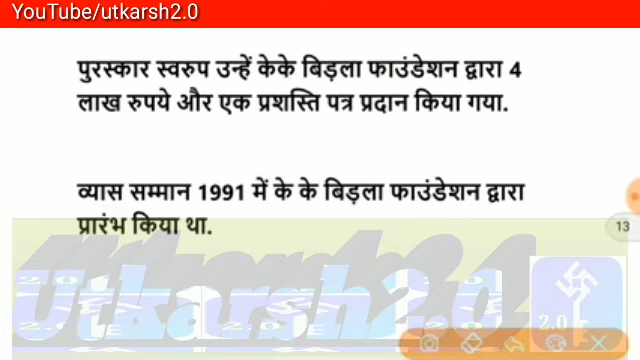 YouTube/utkarsh2.0
पुरस्कार स्वरुप उन्हें केके बिड़ला फाउंडेशन द्वारा 4
लाख रुपये और एक प्रशस्ति पत्र प्रदान किया गया.
व्यास सम्मान 1991 में के के बिड़ला फाउंडेशन द्वारा
प्रारंभ किया था.
13
Utkarsh2.0
2.0